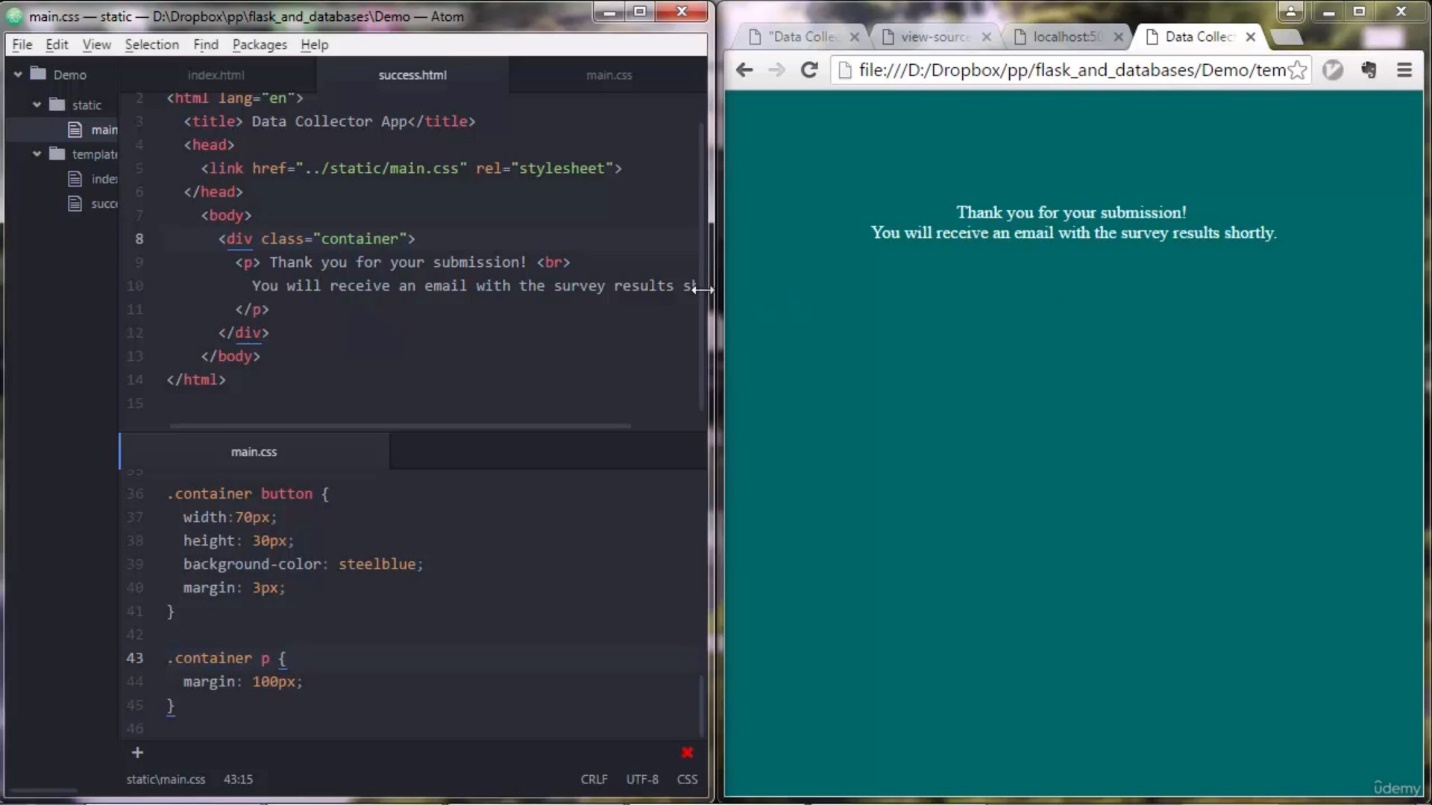 main.css — static — D:\Dropbox\pp\flask_and_databases\Demo — Atom
File Edit View Selection Find Packages Help
Demo
static
main
template
index
succ
index.html success.html main.css
2 <html lang="en">
3 <title> Data Collector App</title>
4 <head>
5 <link href="../static/main.css" rel="stylesheet">
6 </head>
7 <body>
8 <div class="container">
9 <p> Thank you for your submission! <br>
10 You will receive an email with the survey results s
11 </p>
12 </div>
13 </body>
14 </html>
15
main.css
35
36 .container button {
37 width:70px;
38 height: 30px;
39 background-color: steelblue;
40 margin: 3px;
41 }
42
43 .container p {
44 margin: 100px;
45 }
46
static\main.css 43:15 CRLF UTF-8 CSS
"Data Colle view-source localhost:50 Data Collect
file:///D:/Dropbox/pp/flask_and_databases/Demo/tem
Thank you for your submission!
You will receive an email with the survey results shortly.
ûdemy